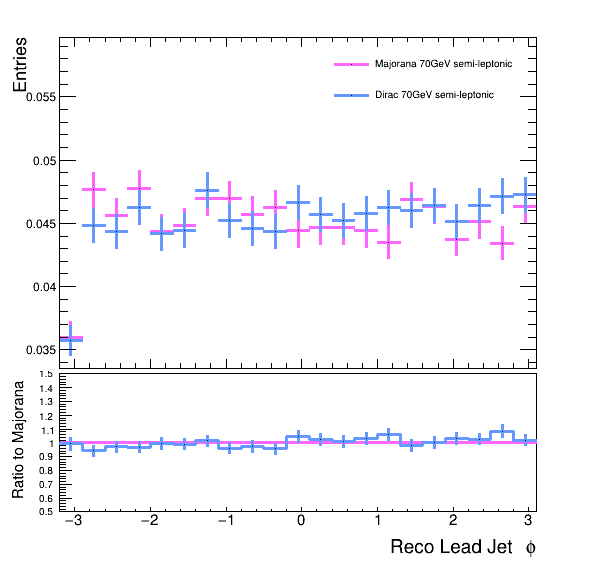 Entries
Majorana 70GeV semi-leptonic
Dirac 70GeV semi-leptonic
0.055
0.05
0.045
0.04
0.035
Ratio to Majorana
1.5
1.4
1.3
1.2
1.1
1
0.9
0.8
0.7
0.6
0.5
−3 −2 −1 0 1 2 3
Reco Lead Jet ϕ